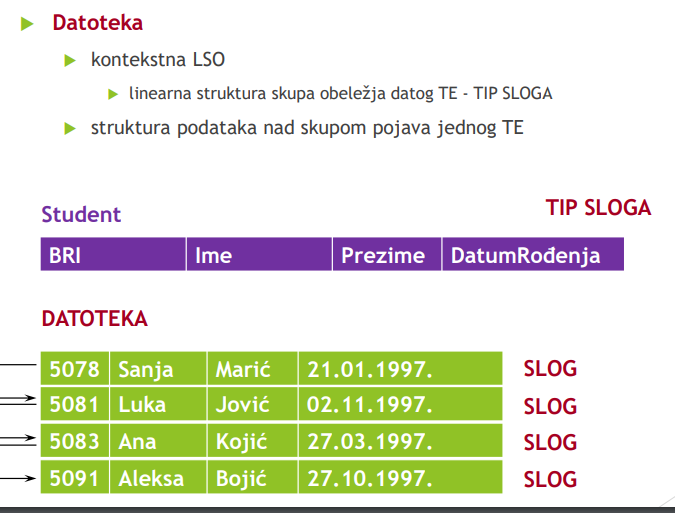 Datoteka
kontekstna LSO
linearna struktura skupa obeležja datog TE - TIP SLOGA
struktura podataka nad skupom pojava jednog TE
Student
TIP SLOGA
BRI Ime Prezime DatumRođenja
DATOTEKA
5078 Sanja Marić 21.01.1997. SLOG
5081 Luka Jović 02.11.1997. SLOG
5083 Ana Kojić 27.03.1997. SLOG
5091 Aleksa Bojić 27.10.1997. SLOG